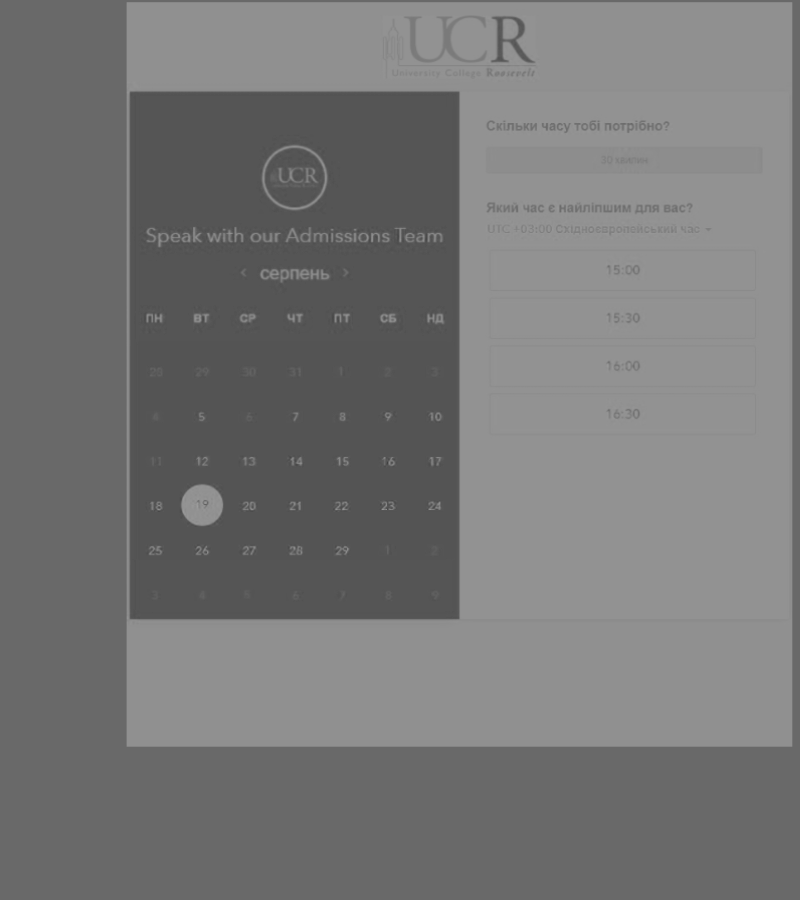 UCR
University College Roosevelt
UCR
Speak with our Admissions Team
серпень
ПН ВТ СР ЧТ ПТ СБ НД
28 29 30 31 1 2 3
4 5 6 7 8 9 10
11 12 13 14 15 16 17
18 19 20 21 22 23 24
25 26 27 28 29 1 2
3 4 5 6 7 8 9
Скільки часу тобі потрібно?
30 хвилин
Який час є найліпшим для вас?
UTC +03:00 Східноєвропейський час
15:00
15:30
16:00
16:30